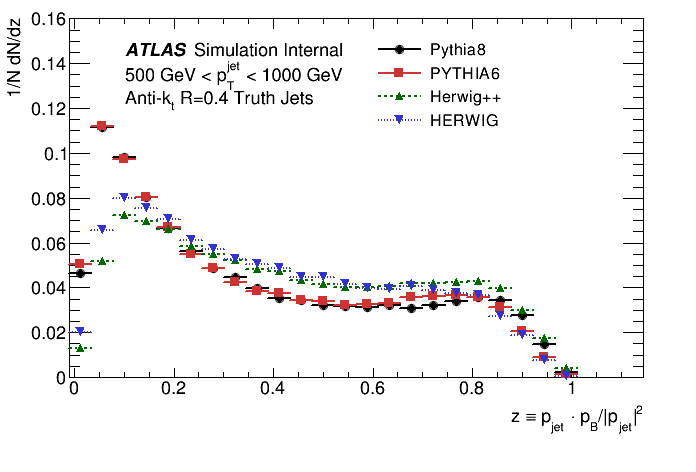 1/N dN/dz
0.16
0.14
0.12
0.1
0.08
0.06
0.04
0.02
0
ATLAS Simulation Internal
500 GeV < p_T^jet < 1000 GeV
Anti-k_t R=0.4 Truth Jets
Pythia8
PYTHIA6
Herwig++
HERWIG
0 0.2 0.4 0.6 0.8 1
z ≡ p_jet · p_B/|p_jet|^2